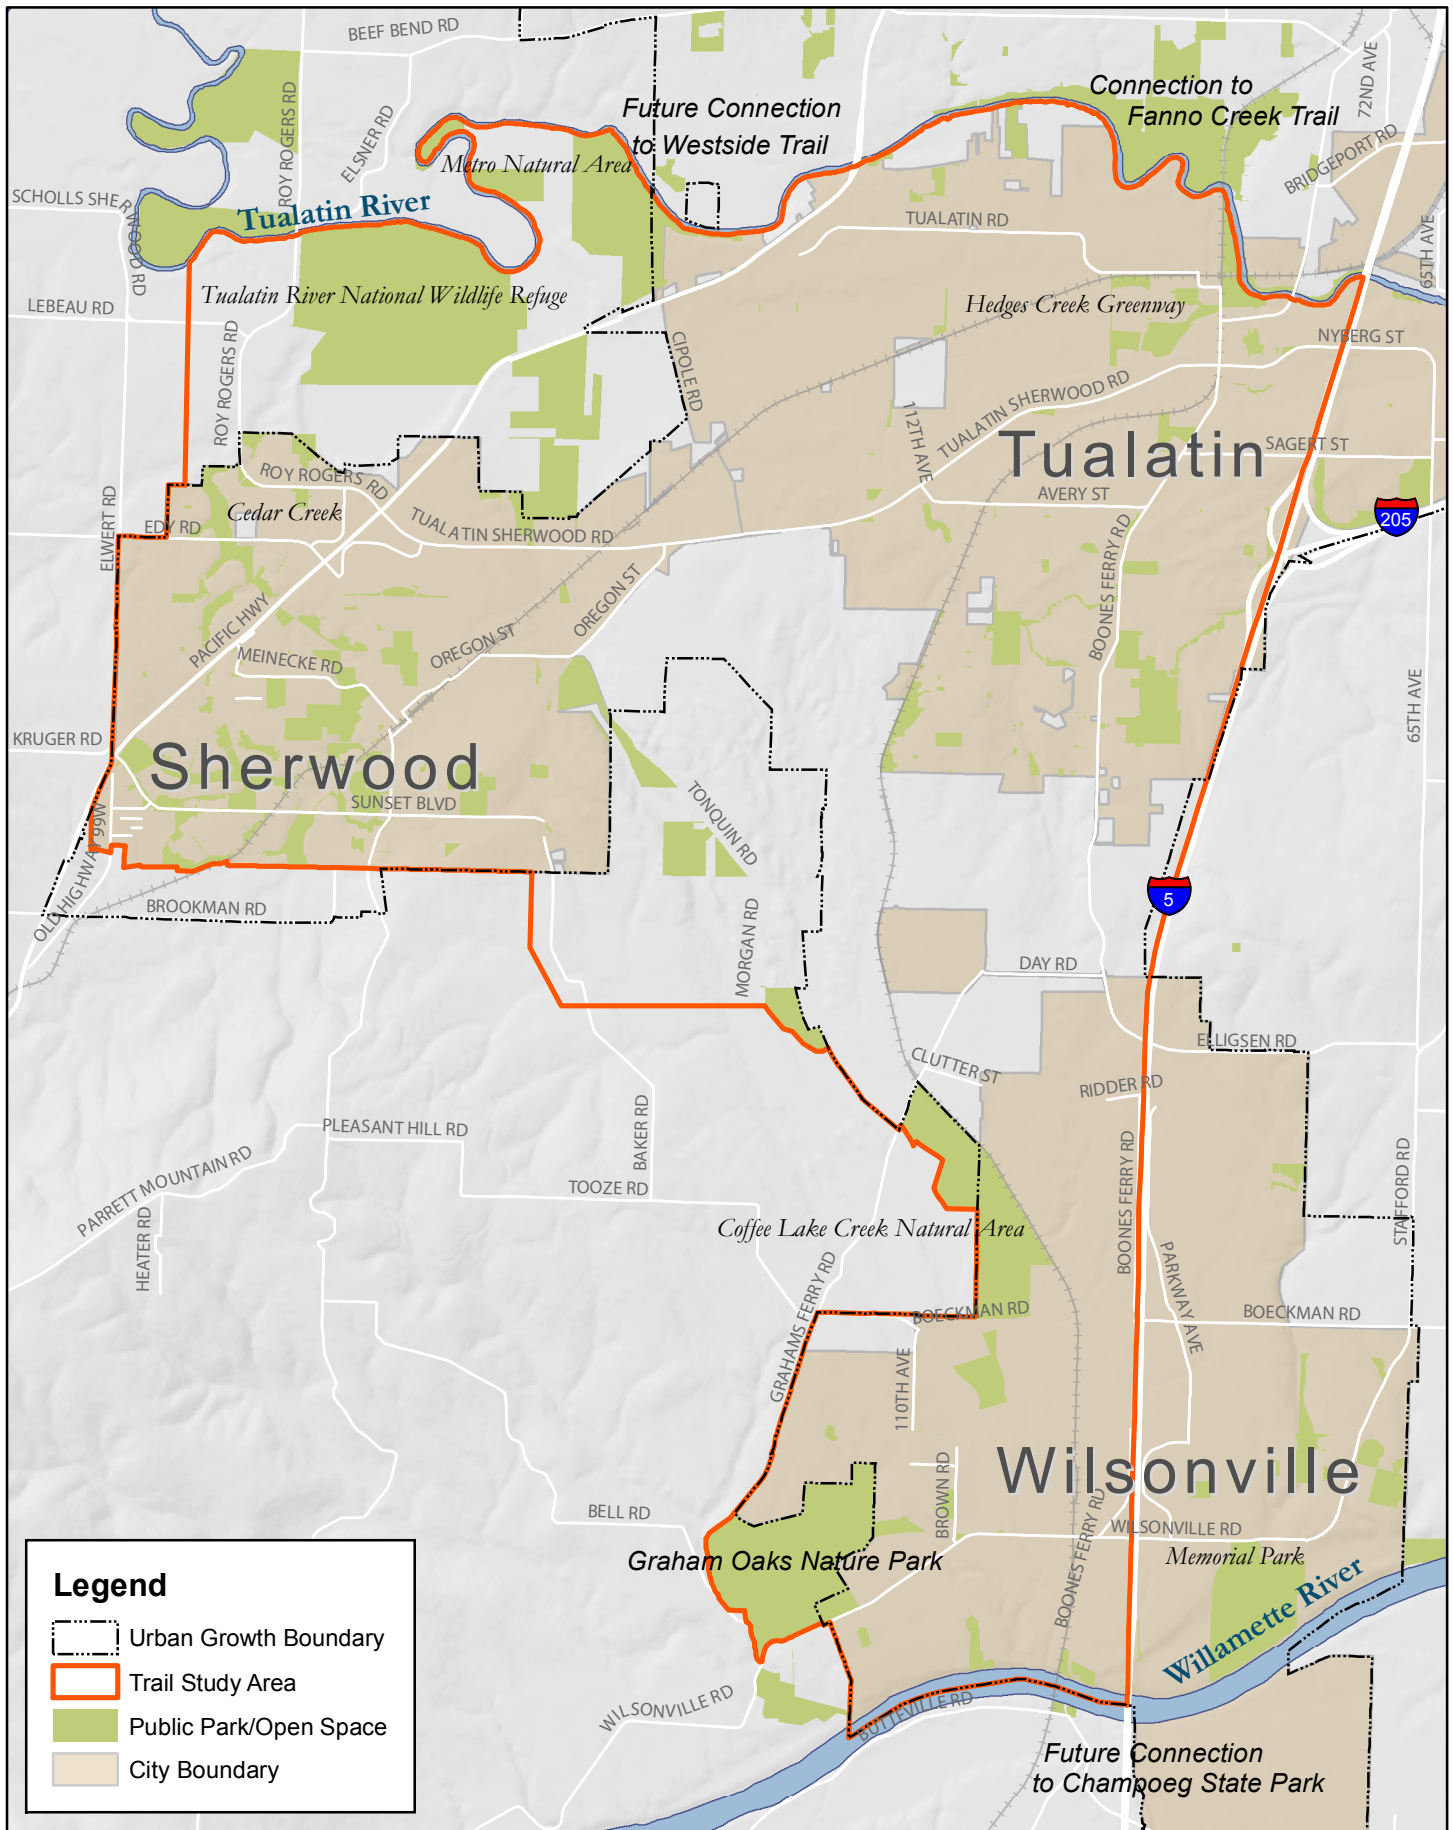 BEEF BEND RD
72ND AVE
Connection to
Fanno Creek Trail
Future Connection
to Westside Trail
ROY ROGERS RD
ELSNER RD
BRIDGEPORT RD
Metro Natural Area
SCHOLLS SHERWOOD RD
Tualatin River
TUALATIN RD
65TH AVE
Tualatin River National Wildlife Refuge
Hedges Creek Greenway
LEBEAU RD
NYBERG ST
ROY ROGERS RD
CIPOLE RD
TUALATIN SHERWOOD RD
112TH AVE
Tualatin
SAGERT ST
ROY ROGERS RD
AVERY ST
205
Cedar Creek
ELWERT RD
EDY RD
TUALATIN SHERWOOD RD
BOONES FERRY RD
OREGON ST
PACIFIC HWY
OREGON ST
MEINECKE RD
65TH AVE
KRUGER RD
Sherwood
SUNSET BLVD
TONQUIN RD
OLD HIGHWAY 99W
5
BROOKMAN RD
MORGAN RD
DAY RD
ELLIGSEN RD
CLUTTER ST
RIDDER RD
PLEASANT HILL RD
BAKER RD
BOONES FERRY RD
STAFFORD RD
PARRETT MOUNTAIN RD
TOOZE RD
HEATER RD
Coffee Lake Creek Natural Area
PARKWAY AVE
GRAHAMS FERRY RD
BOECKMAN RD
BOECKMAN RD
110TH AVE
Wilsonville
BROWN RD
BELL RD
BOONES FERRY RD
WILSONVILLE RD
Graham Oaks Nature Park
Memorial Park
Willamette River
WILSONVILLE RD
BUTTEVILLE RD
Future Connection
to Champoeg State Park
Legend
Urban Growth Boundary
Trail Study Area
Public Park/Open Space
City Boundary